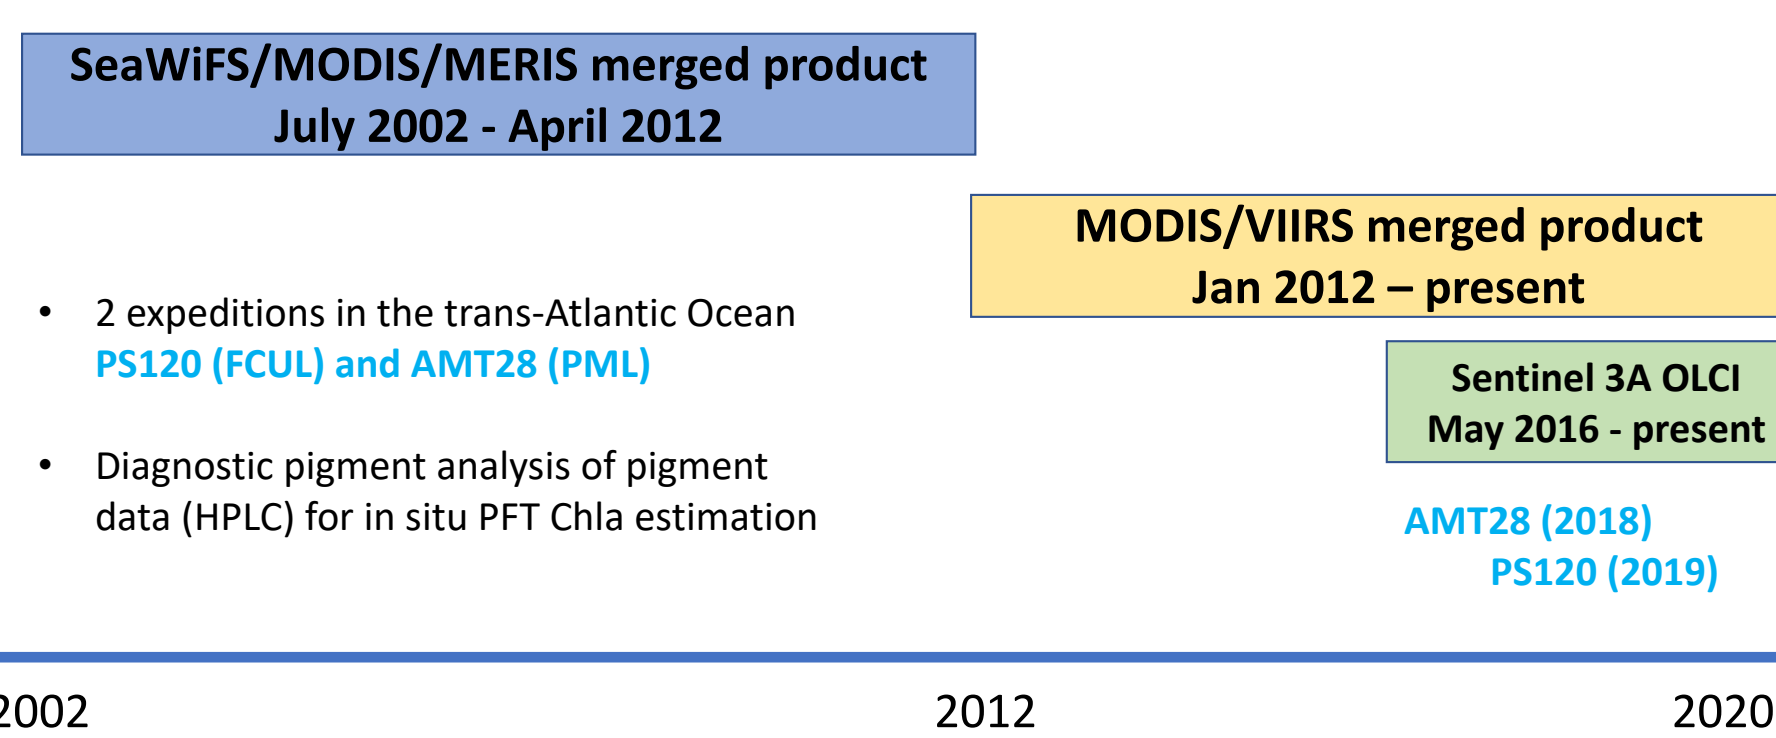 SeaWiFS/MODIS/MERIS merged product
July 2002 - April 2012
MODIS/VIIRS merged product
Jan 2012 – present
• 2 expeditions in the trans-Atlantic Ocean
PS120 (FCUL) and AMT28 (PML)
Sentinel 3A OLCI
May 2016 - present
• Diagnostic pigment analysis of pigment
data (HPLC) for in situ PFT Chla estimation
AMT28 (2018)
PS120 (2019)
2002
2012
2020